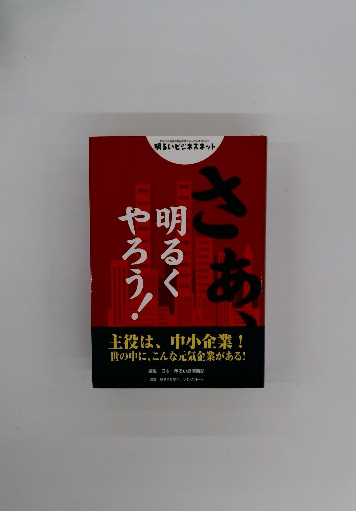 明るいビジネスネット
さあ、
明るく
やろう!
主役は、中小企業!
世の中に、こんな元気企業がある!